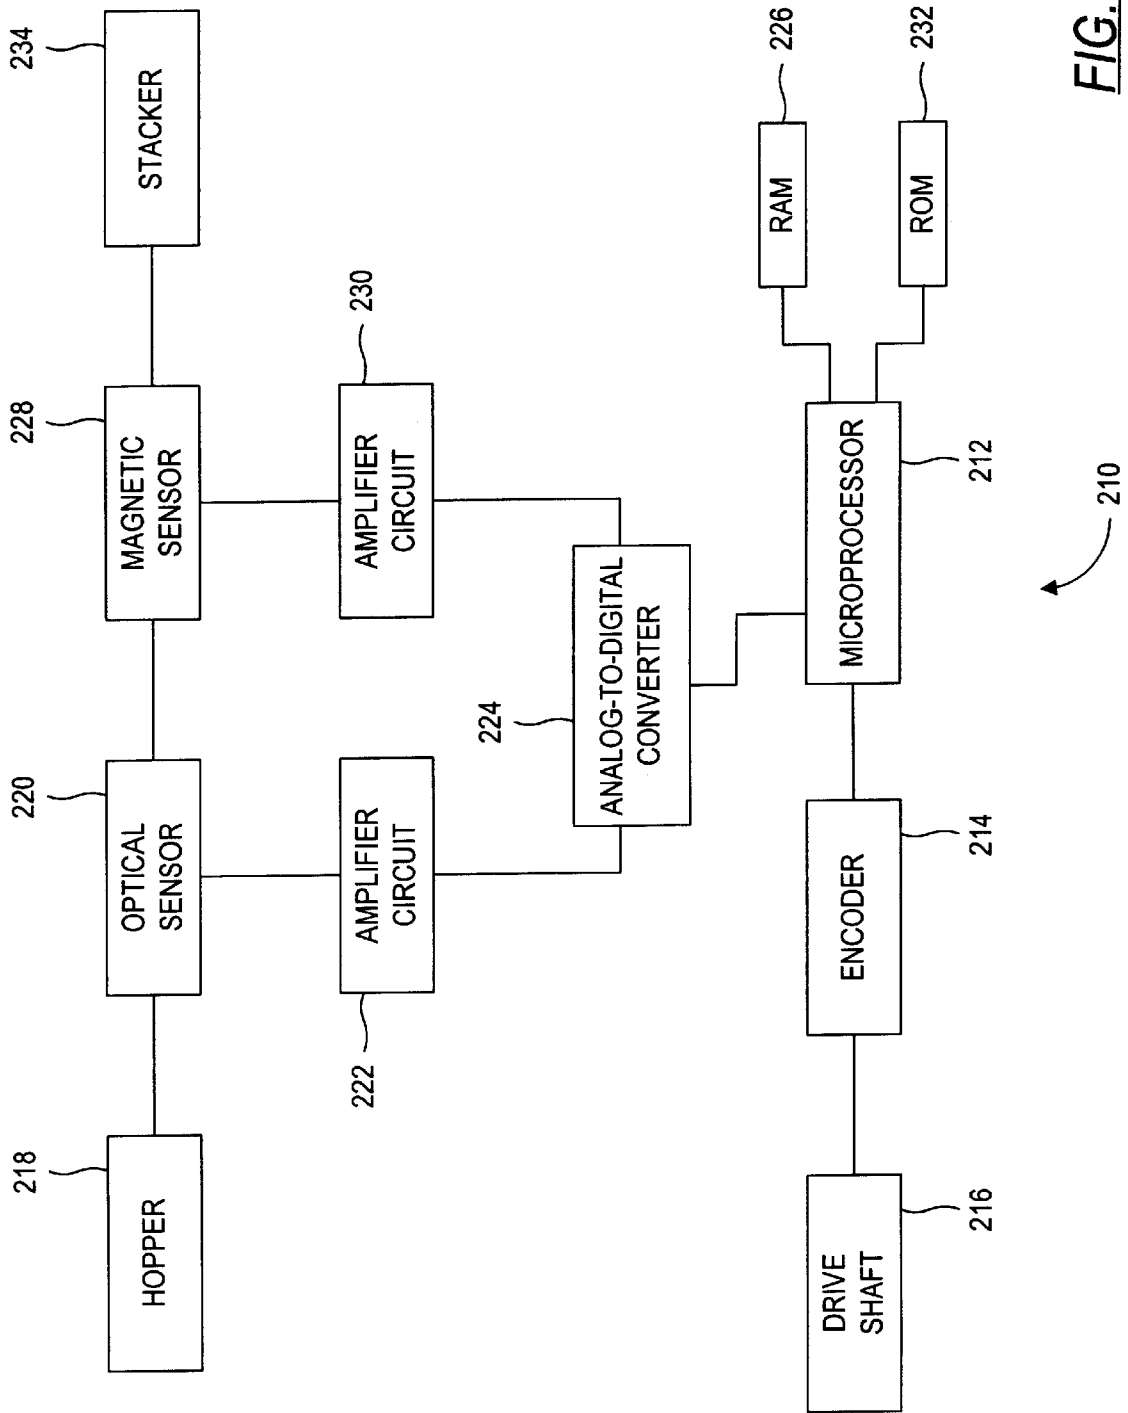 218
HOPPER
220
OPTICAL
SENSOR
228
MAGNETIC
SENSOR
234
STACKER
222
AMPLIFIER
CIRCUIT
230
AMPLIFIER
CIRCUIT
224
ANALOG-TO-DIGITAL
CONVERTER
RAM
226
ROM
232
DRIVE
SHAFT
216
ENCODER
214
MICROPROCESSOR
212
210
FIG.